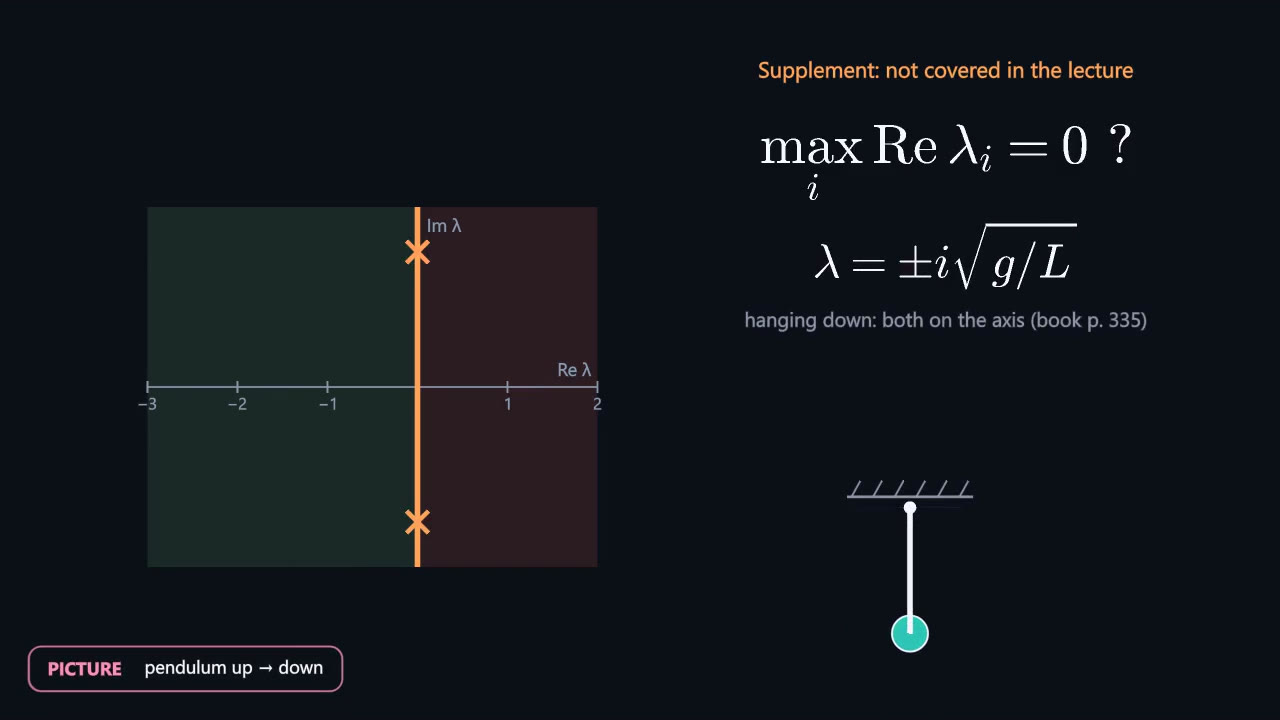 Supplement: not covered in the lecture
max Re λᵢ = 0 ?
i
λ = ±i√g/L
hanging down: both on the axis (book p. 335)
Im λ
Re λ
−3 −2 −1 1 2
PICTURE pendulum up → down